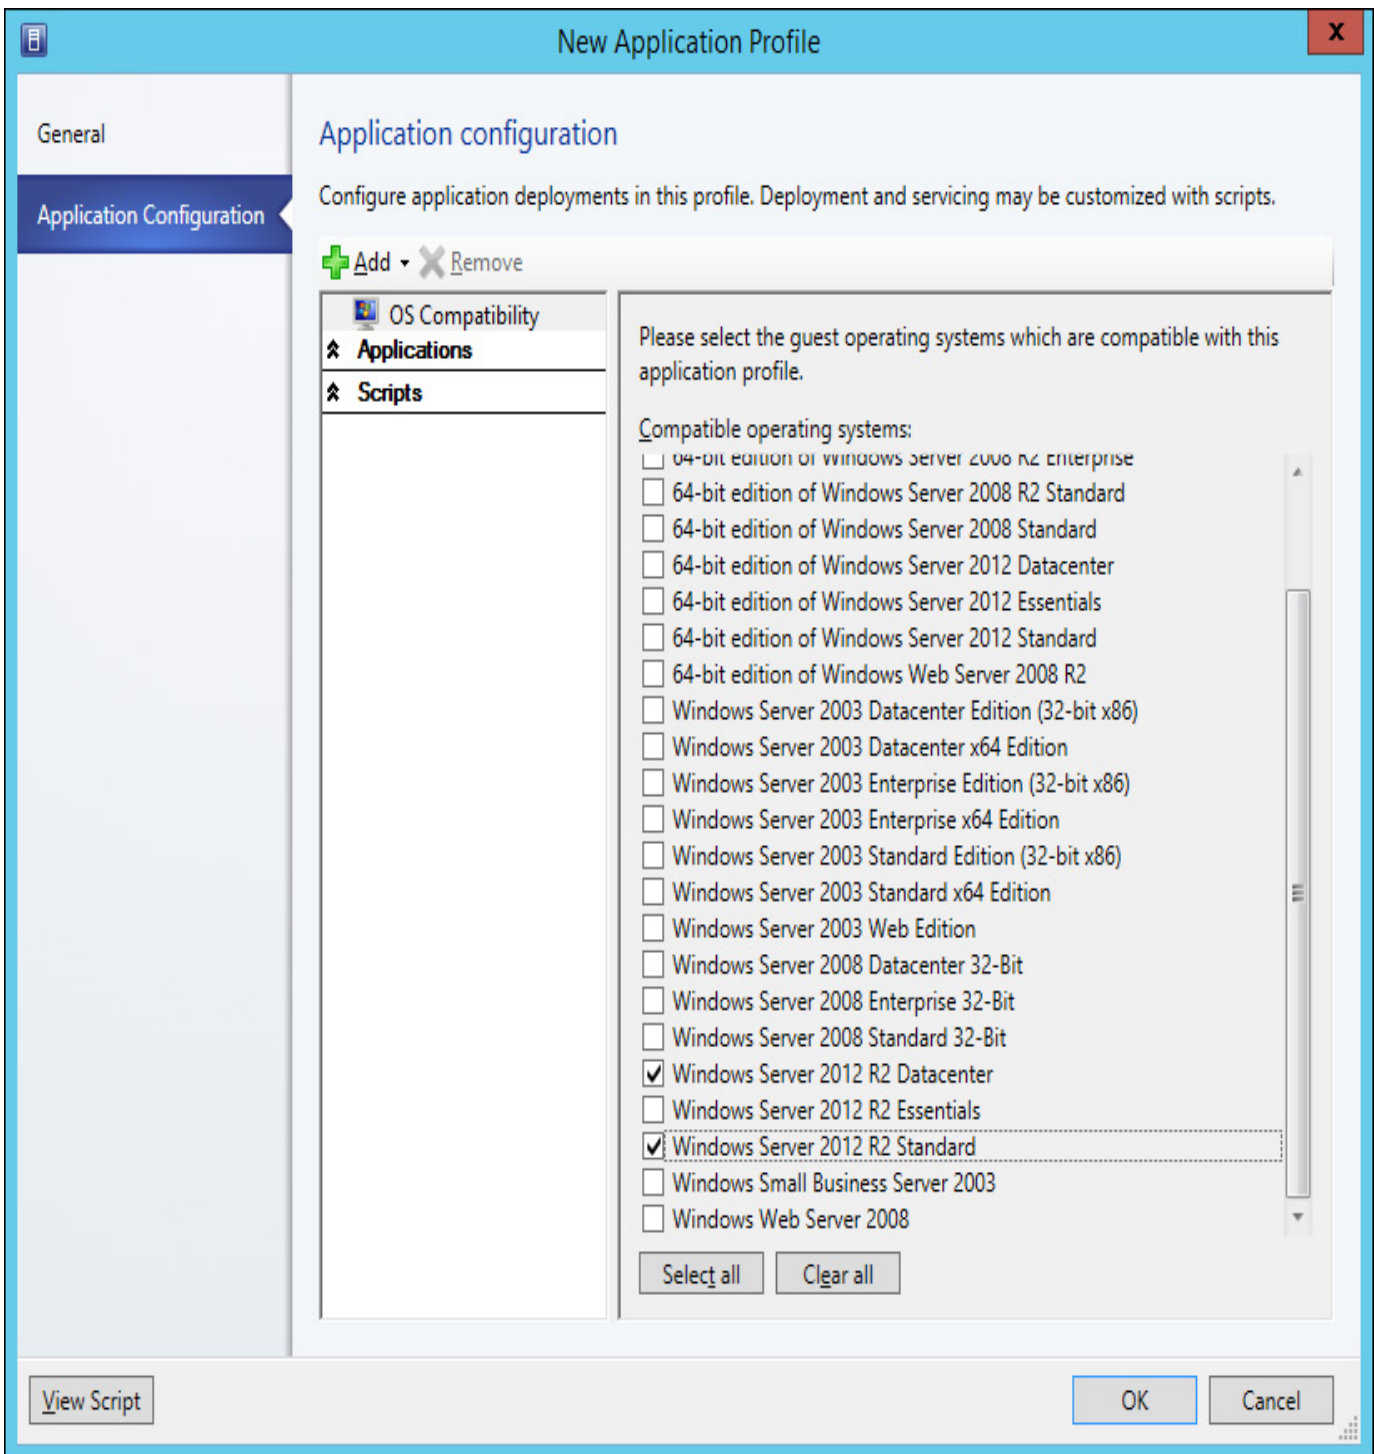 New Application Profile
X
General
Application Configuration
Application configuration
Configure application deployments in this profile. Deployment and servicing may be customized with scripts.
Add
Remove
OS Compatibility
Applications
Scripts
Please select the guest operating systems which are compatible with this
application profile.
Compatible operating systems:
64-bit edition of Windows Server 2008 R2 Enterprise
64-bit edition of Windows Server 2008 R2 Standard
64-bit edition of Windows Server 2008 Standard
64-bit edition of Windows Server 2012 Datacenter
64-bit edition of Windows Server 2012 Essentials
64-bit edition of Windows Server 2012 Standard
64-bit edition of Windows Web Server 2008 R2
Windows Server 2003 Datacenter Edition (32-bit x86)
Windows Server 2003 Datacenter x64 Edition
Windows Server 2003 Enterprise Edition (32-bit x86)
Windows Server 2003 Enterprise x64 Edition
Windows Server 2003 Standard Edition (32-bit x86)
Windows Server 2003 Standard x64 Edition
Windows Server 2003 Web Edition
Windows Server 2008 Datacenter 32-Bit
Windows Server 2008 Enterprise 32-Bit
Windows Server 2008 Standard 32-Bit
Windows Server 2012 R2 Datacenter
Windows Server 2012 R2 Essentials
Windows Server 2012 R2 Standard
Windows Small Business Server 2003
Windows Web Server 2008
Select all
Clear all
View Script
OK
Cancel